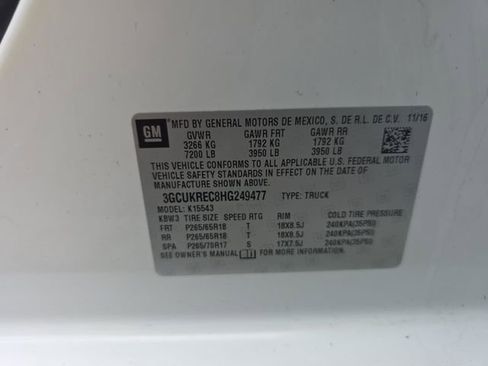 GM
MFD BY GENERAL MOTORS DE MEXICO, S. DE R.L. DE C.V. 11/16
GVWR GAWR FRT GAWR RR
3266 KG 1792 KG 1792 KG
7200 LB 3950 LB 3950 LB
THIS VEHICLE CONFORMS TO ALL APPLICABLE U.S. FEDERAL MOTOR
VEHICLE SAFETY STANDARDS IN EFFECT ON THE DATE OF
MANUFACTURE SHOWN ABOVE.
3GCUKREC8HG249477 TYPE: TRUCK
MODEL: K15543
KBW3 TIRE SIZE SPEED RTG RIM COLD TIRE PRESSURE
FRT P265/65R18 T 18X8.5J 240KPA(35PSI)
RR P265/65R18 T 18X8.5J 240KPA(35PSI)
SPA P265/70R17 S 17X7.5J 240KPA(35PSI)
SEE OWNER'S MANUAL